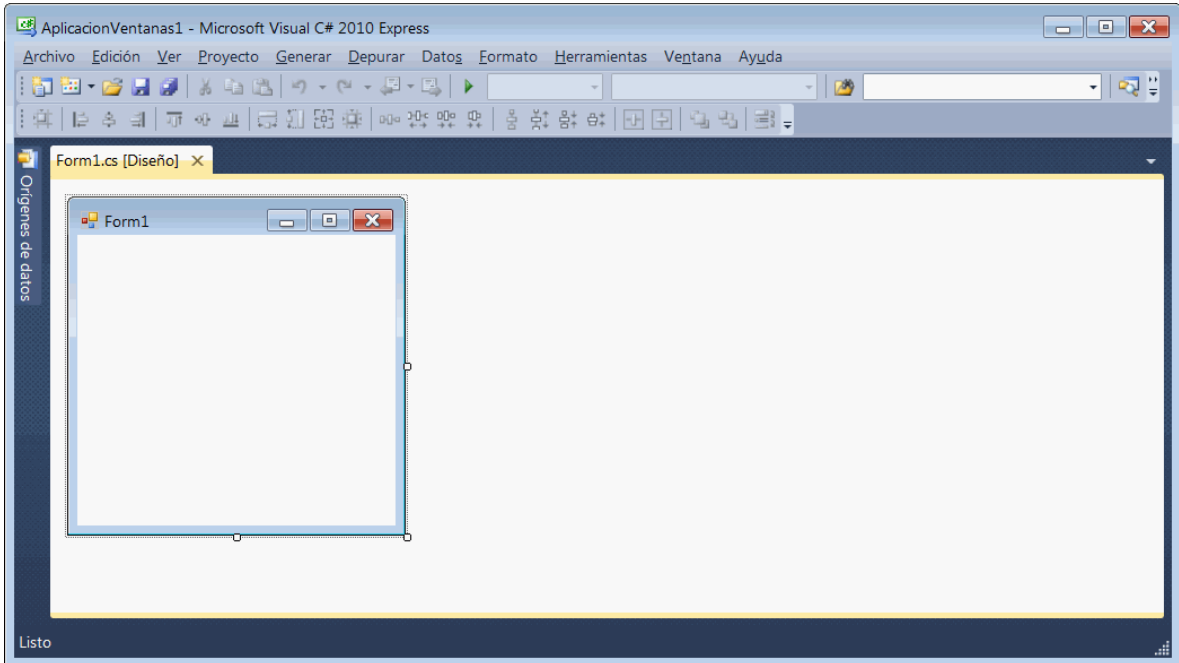 AplicacionVentanas1 - Microsoft Visual C# 2010 Express
Archivo Edición Ver Proyecto Generar Depurar Datos Formato Herramientas Ventana Ayuda
Form1.cs [Diseño]
Orígenes de datos
Form1
Listo